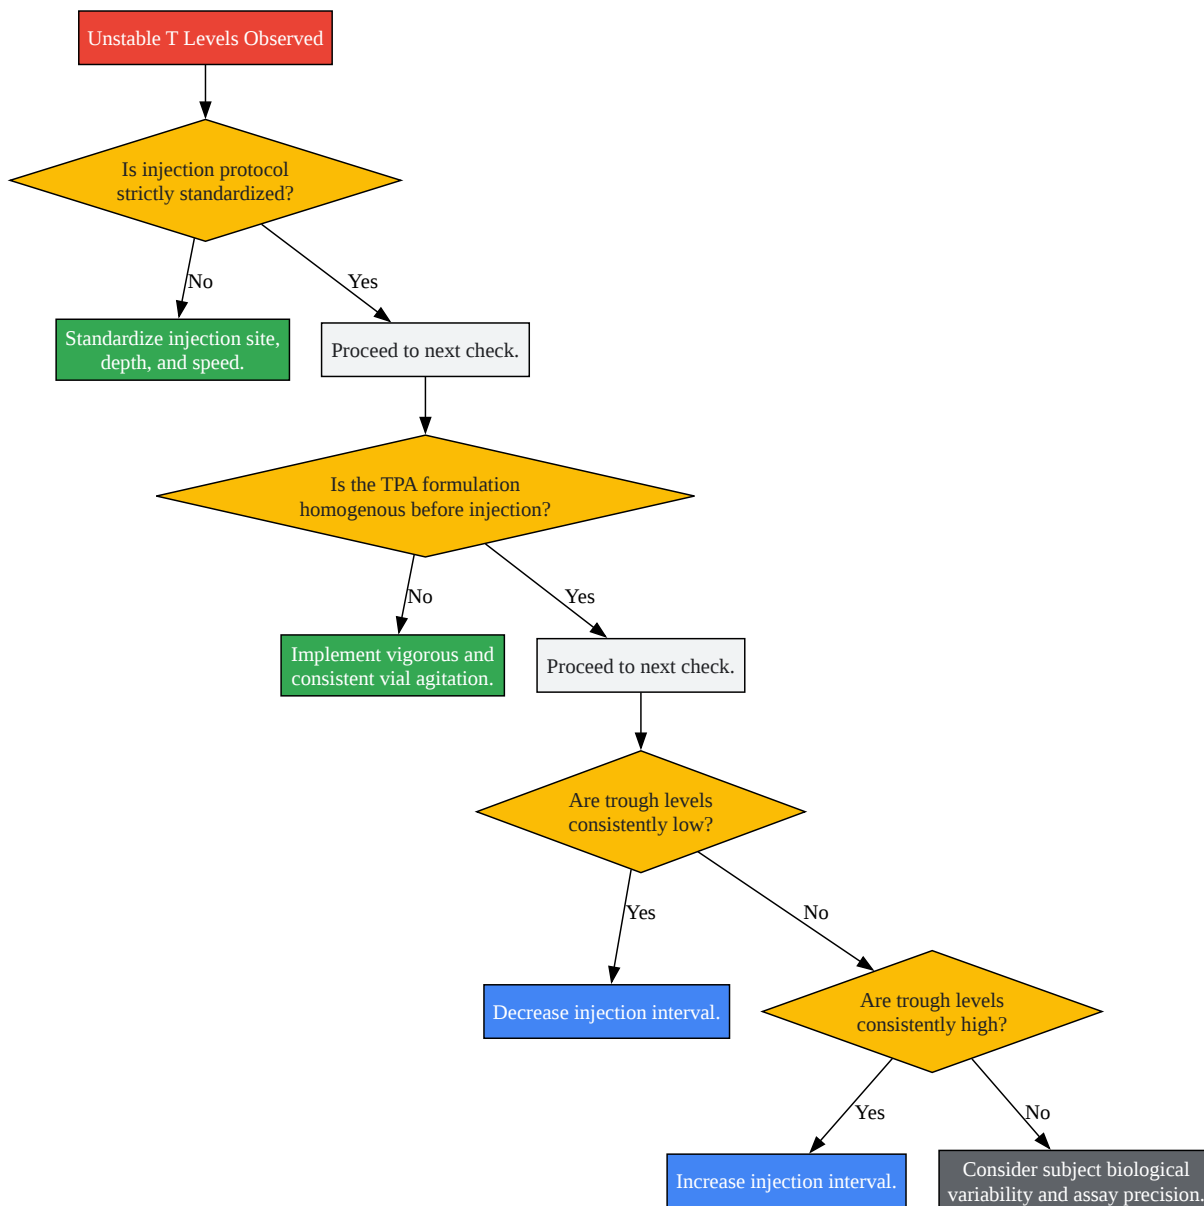 Unstable T Levels Observed
Is injection protocol
strictly standardized?
No
Yes
Standardize injection site,
depth, and speed.
Proceed to next check.
Is the TPA formulation
homogenous before injection?
No
Yes
Implement vigorous and
consistent vial agitation.
Proceed to next check.
Are trough levels
consistently low?
Yes
No
Decrease injection interval.
Are trough levels
consistently high?
Yes
No
Increase injection interval.
Consider subject biological
variability and assay precision.